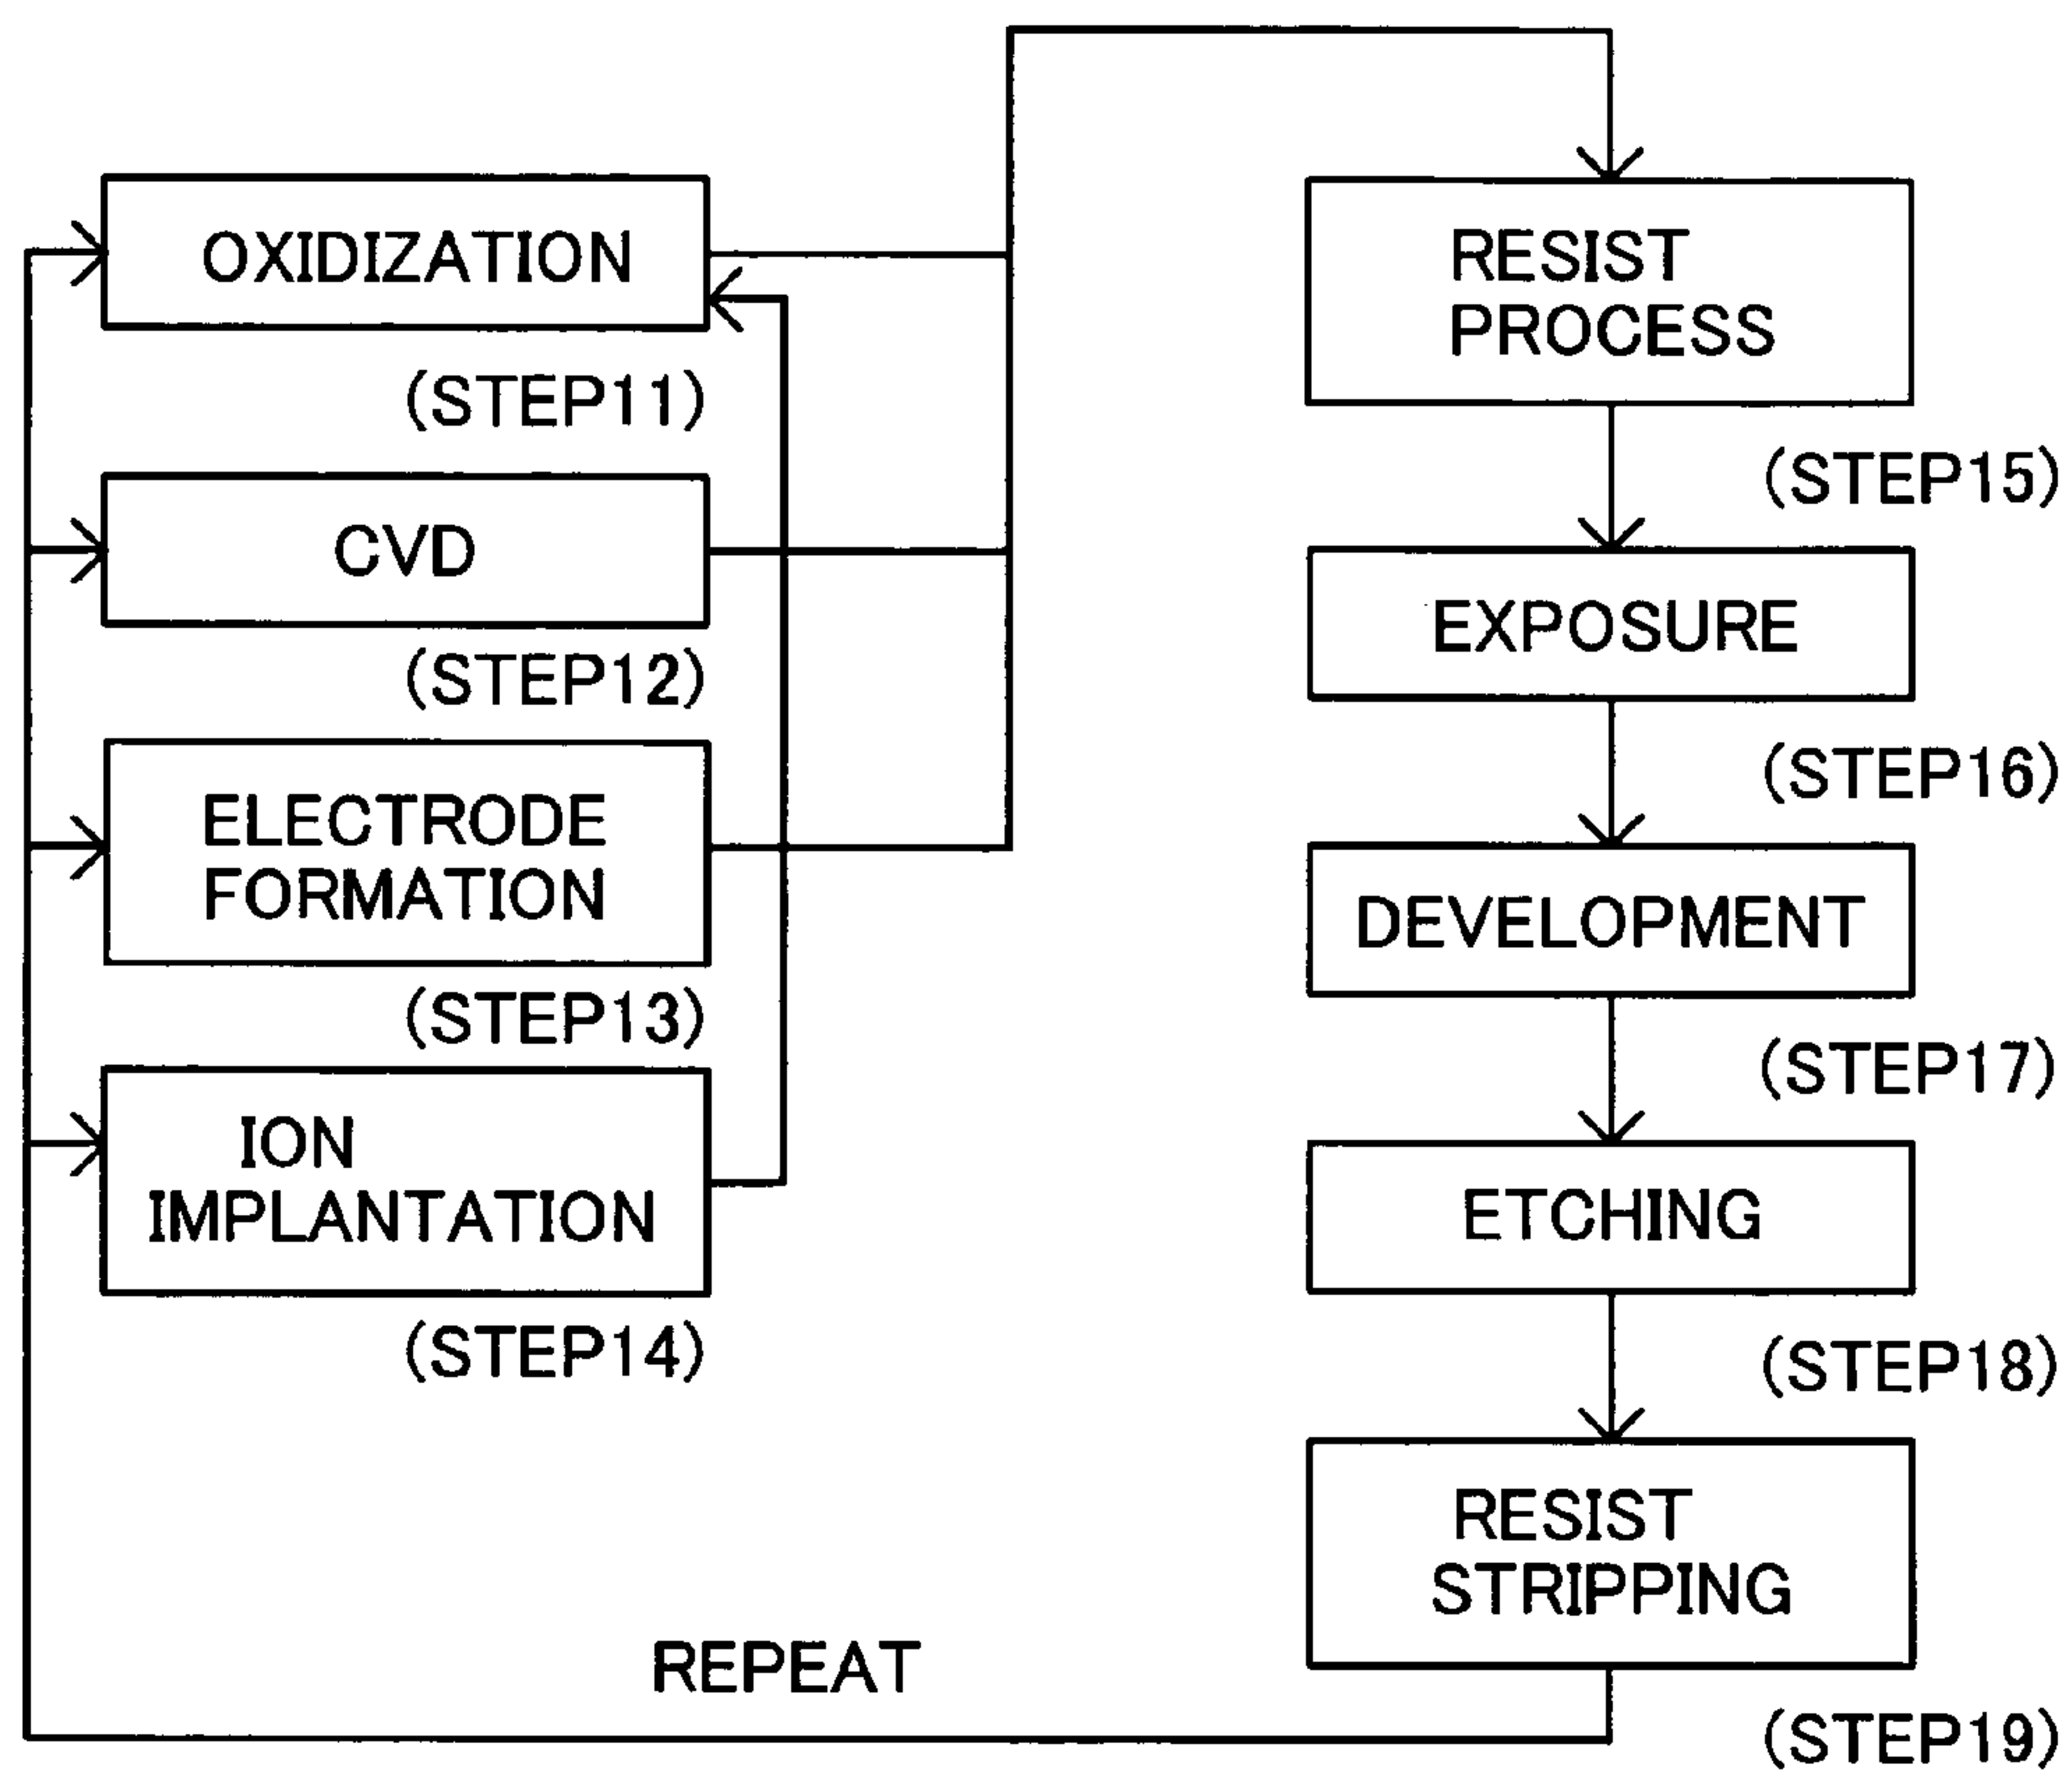 OXIDIZATION
(STEP11)
CVD
(STEP12)
ELECTRODE
FORMATION
(STEP13)
ION
IMPLANTATION
(STEP14)
RESIST
PROCESS
(STEP15)
EXPOSURE
(STEP16)
DEVELOPMENT
(STEP17)
ETCHING
(STEP18)
RESIST
STRIPPING
(STEP19)
REPEAT